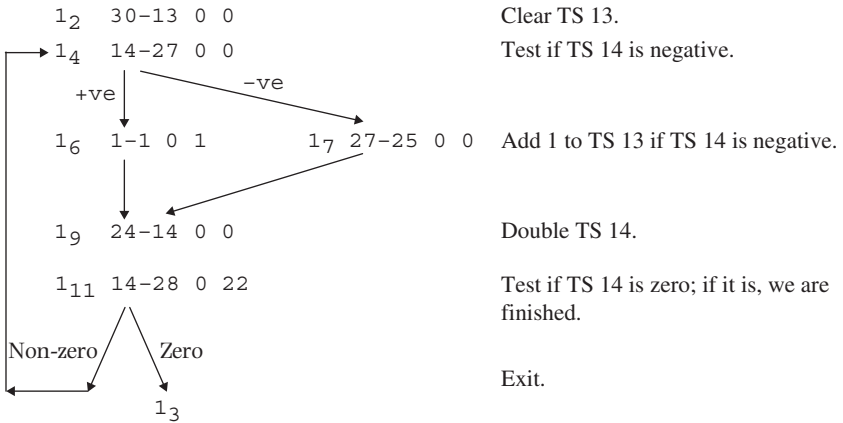 1₂ 30–13 0 0 Clear TS 13.
1₄ 14–27 0 0 Test if TS 14 is negative.
+ve –ve
1₆ 1–1 0 1 1₇ 27–25 0 0 Add 1 to TS 13 if TS 14 is negative.
1₉ 24–14 0 0 Double TS 14.
1₁₁ 14–28 0 22 Test if TS 14 is zero; if it is, we are
finished.
Non-zero Zero
Exit.
1₃